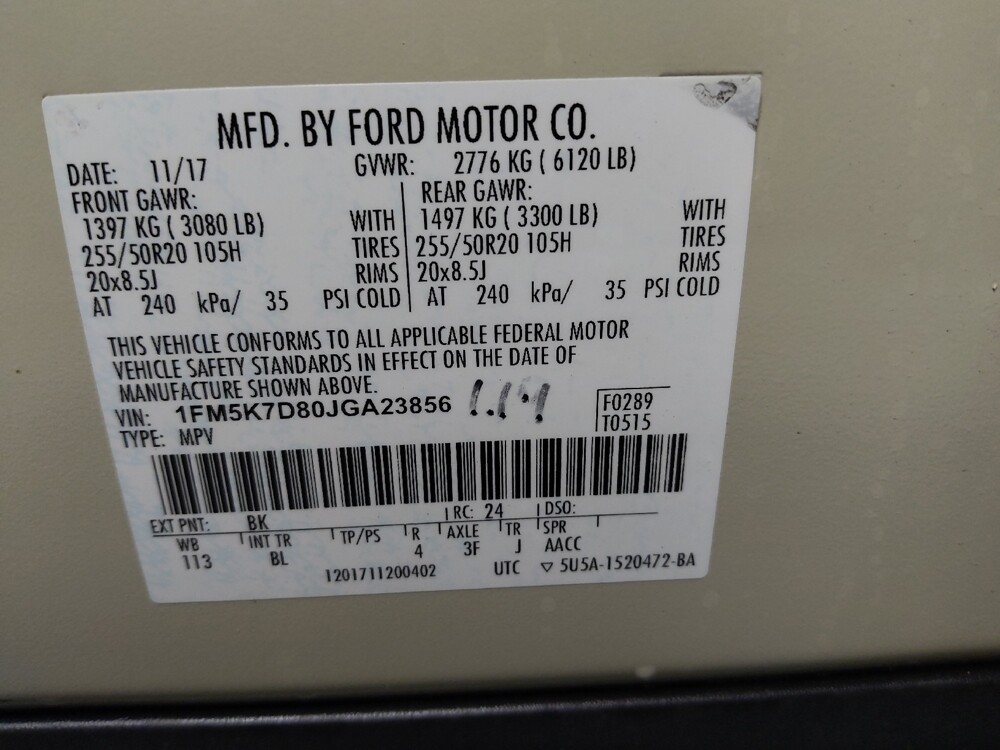 MFD. BY FORD MOTOR CO.
DATE: 11/17 GVWR: 2776 KG ( 6120 LB)
FRONT GAWR: REAR GAWR:
1397 KG ( 3080 LB) WITH 1497 KG ( 3300 LB) WITH
255/50R20 105H TIRES 255/50R20 105H TIRES
20x8.5J RIMS 20x8.5J RIMS
AT 240 kPa/ 35 PSI COLD AT 240 kPa/ 35 PSI COLD
THIS VEHICLE CONFORMS TO ALL APPLICABLE FEDERAL MOTOR
VEHICLE SAFETY STANDARDS IN EFFECT ON THE DATE OF
MANUFACTURE SHOWN ABOVE.
VIN: 1FM5K7D80JGA23856 F0289
TYPE: MPV T0515
EXT PNT: BK RC: 24 DSO:
WB INT TR TP/PS R AXLE TR SPR
113 BL 4 3F J AACC
1201711200402 UTC ▽ 5U5A-1520472-BA